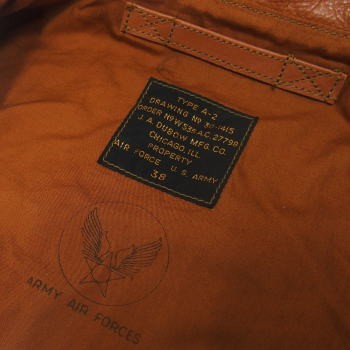 TYPE A-2
DRAWING Nº 30-1415
ORDER Nº W535 A.C. 27798
J. A. DUBOW MFG. CO.
CHICAGO, ILL.
PROPERTY
AIR FORCE U. S. ARMY
38
ARMY AIR FORCES